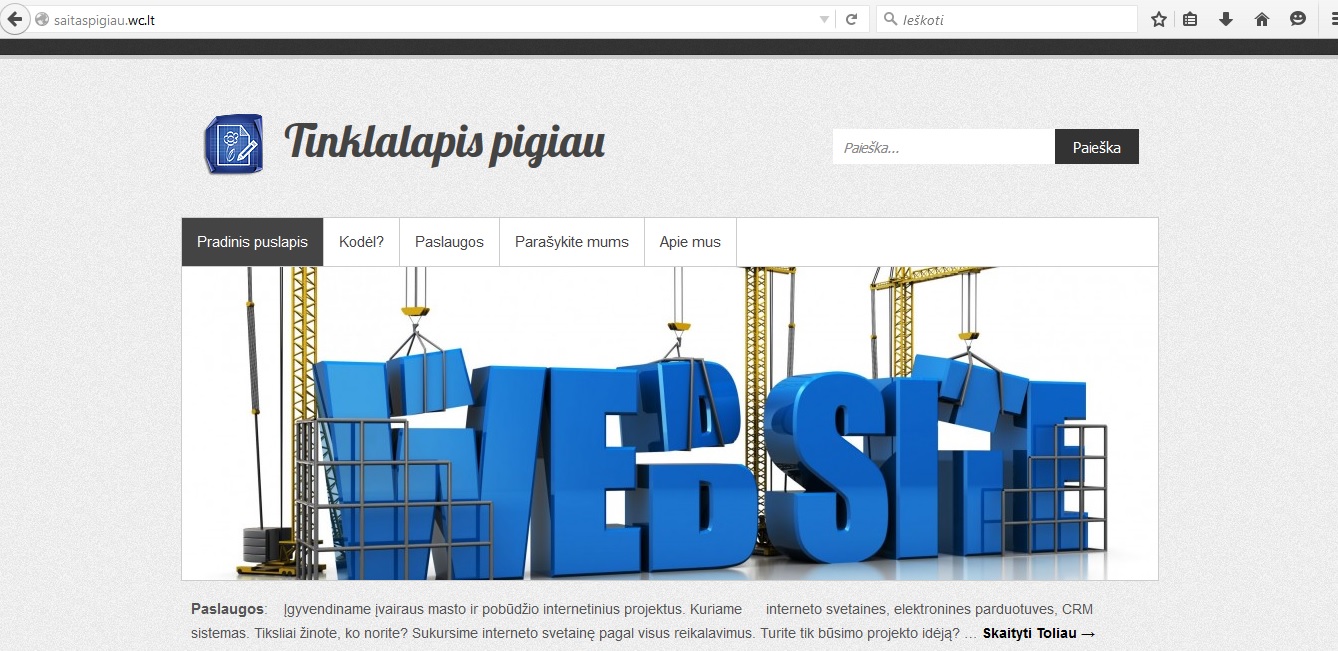 saitaspigiau.wc.lt
Ieškoti
Tinklalapis pigiau
Paieška...
Paieška
Pradinis puslapis
Kodėl?
Paslaugos
Parašykite mums
Apie mus
WEBSITE
Paslaugos: Įgyvendiname įvairaus masto ir pobūdžio internetinius projektus. Kuriame interneto svetaines, elektronines parduotuves, CRM
sistemas. Tiksliai žinote, ko norite? Sukursime interneto svetainę pagal visus reikalavimus. Turite tik būsimo projekto idėją? ... Skaityti Toliau →